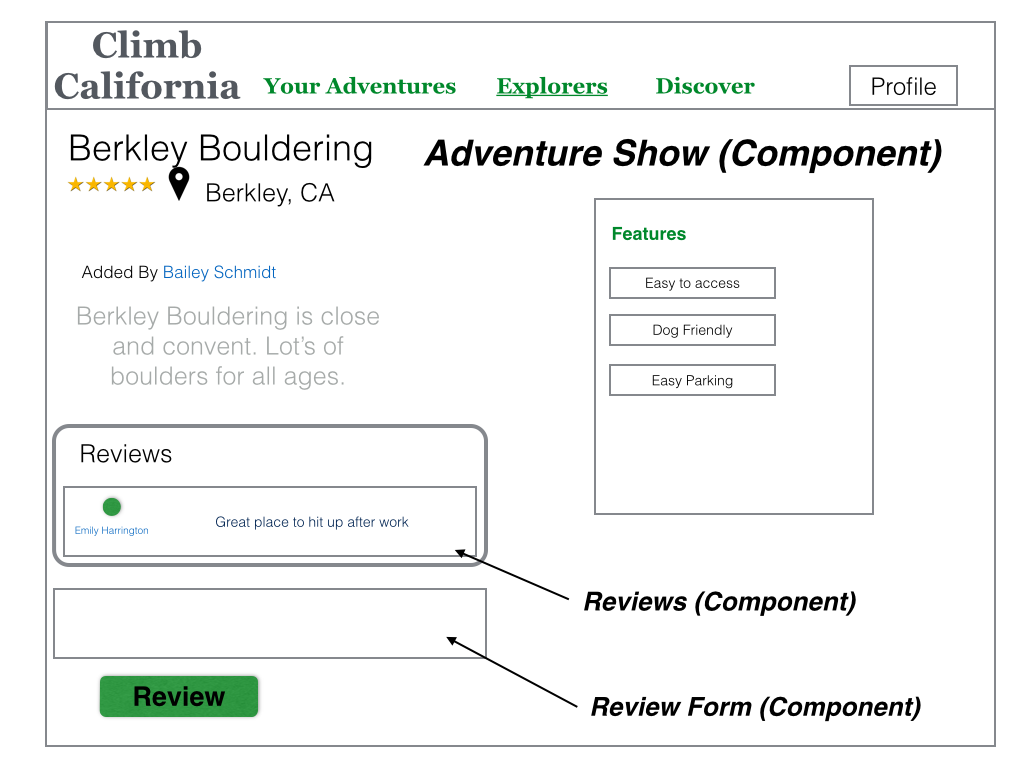 Climb
California
Your Adventures
Explorers
Discover
Profile
Berkley Bouldering
Adventure Show (Component)
Berkley, CA
Features
Added By Bailey Schmidt
Easy to access
Berkley Bouldering is close
and convent. Lot’s of
boulders for all ages.
Dog Friendly
Easy Parking
Reviews
Emily Harrington
Great place to hit up after work
Reviews (Component)
Review
Review Form (Component)